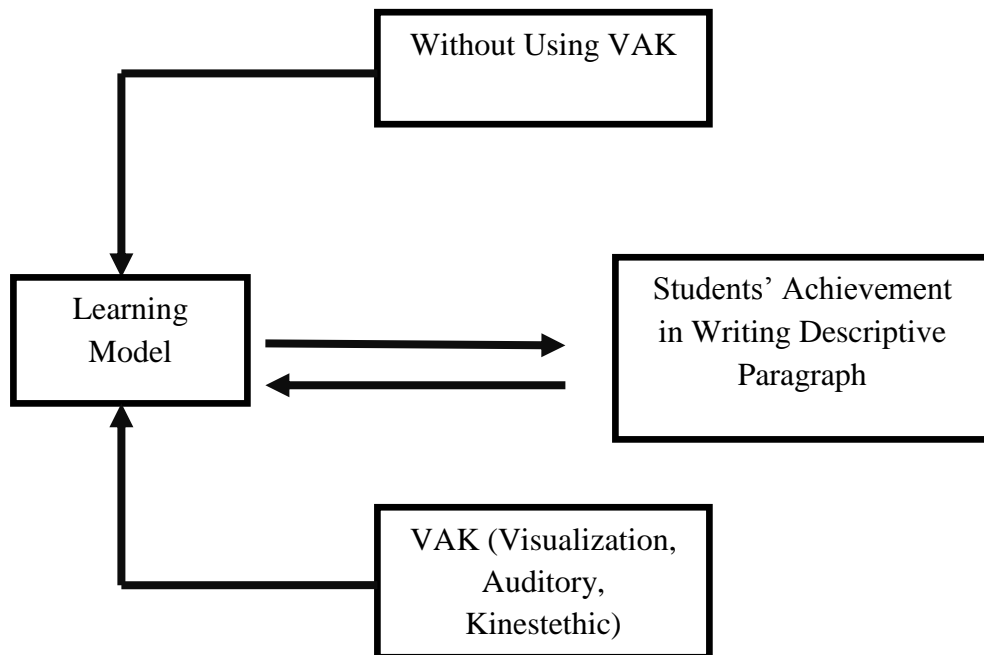 Without Using VAK
Learning
Model
Students’ Achievement
in Writing Descriptive
Paragraph
VAK (Visualization,
Auditory,
Kinestethic)